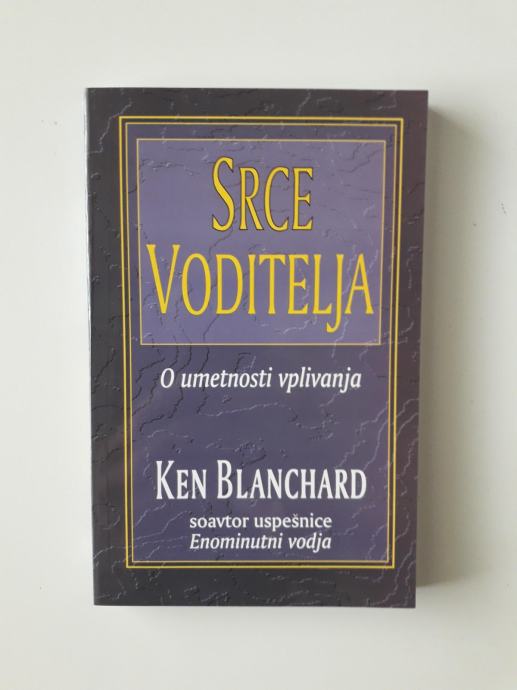 SRCE
VODITELJA
O umetnosti vplivanja
KEN BLANCHARD
soavtor uspešnice
Enominutni vodja